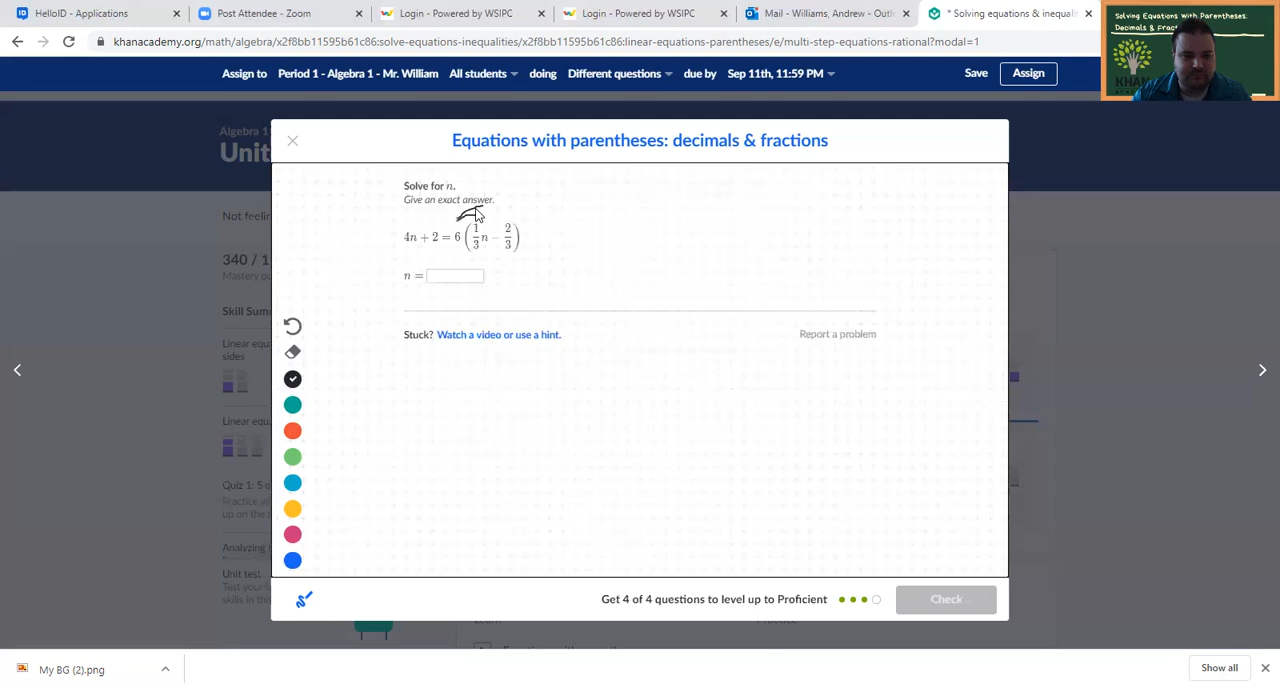 HelloID - Applications
Post Attendee - Zoom
Login - Powered by WSIPC
Login - Powered by WSIPC
Mail - Williams, Andrew - Outl
* Solving equations & inequali
khanacademy.org/math/algebra/x2f8bb11595b61c86:solve-equations-inequalities/x2f8bb11595b61c86:linear-equations-parentheses/e/multi-step-equations-rational?modal=1
Solving Equations with Parentheses:
Decimals & Fract
KHAN
Assign to Period 1 - Algebra 1 - Mr. William All students doing Different questions due by Sep 11th, 11:59 PM Save Assign
Algebra 1
Unit
Equations with parentheses: decimals & fractions
Solve for n.
Give an exact answer.
4n + 2 = 6 (1/3 n − 2/3)
n =
Stuck? Watch a video or use a hint.
Report a problem
Not feelin
340 / 1
Mastery po
Skill Summ
Linear equa
sides
Linear equ
Quiz 1: 5 q
Practice w
up on the a
Analyzing
Unit test
Test your
skills in th
Get 4 of 4 questions to level up to Proficient
Check
My BG (2).png
Show all